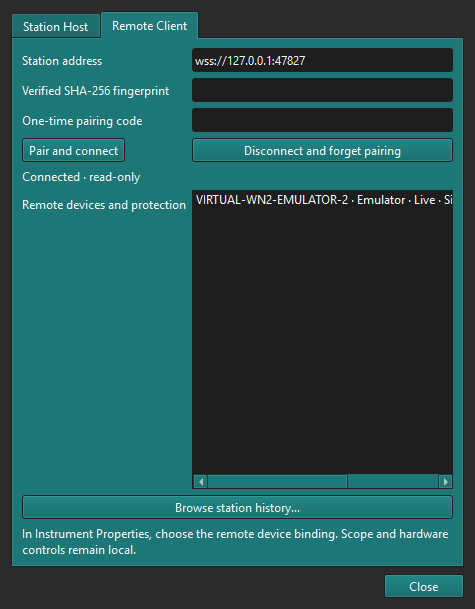 Station Host
Remote Client
Station address
wss://127.0.0.1:47827
Verified SHA-256 fingerprint
One-time pairing code
Pair and connect
Disconnect and forget pairing
Connected · read-only
Remote devices and protection
VIRTUAL-WN2-EMULATOR-2 · Emulator · Live · Si
Browse station history...
In Instrument Properties, choose the remote device binding. Scope and hardware
controls remain local.
Close